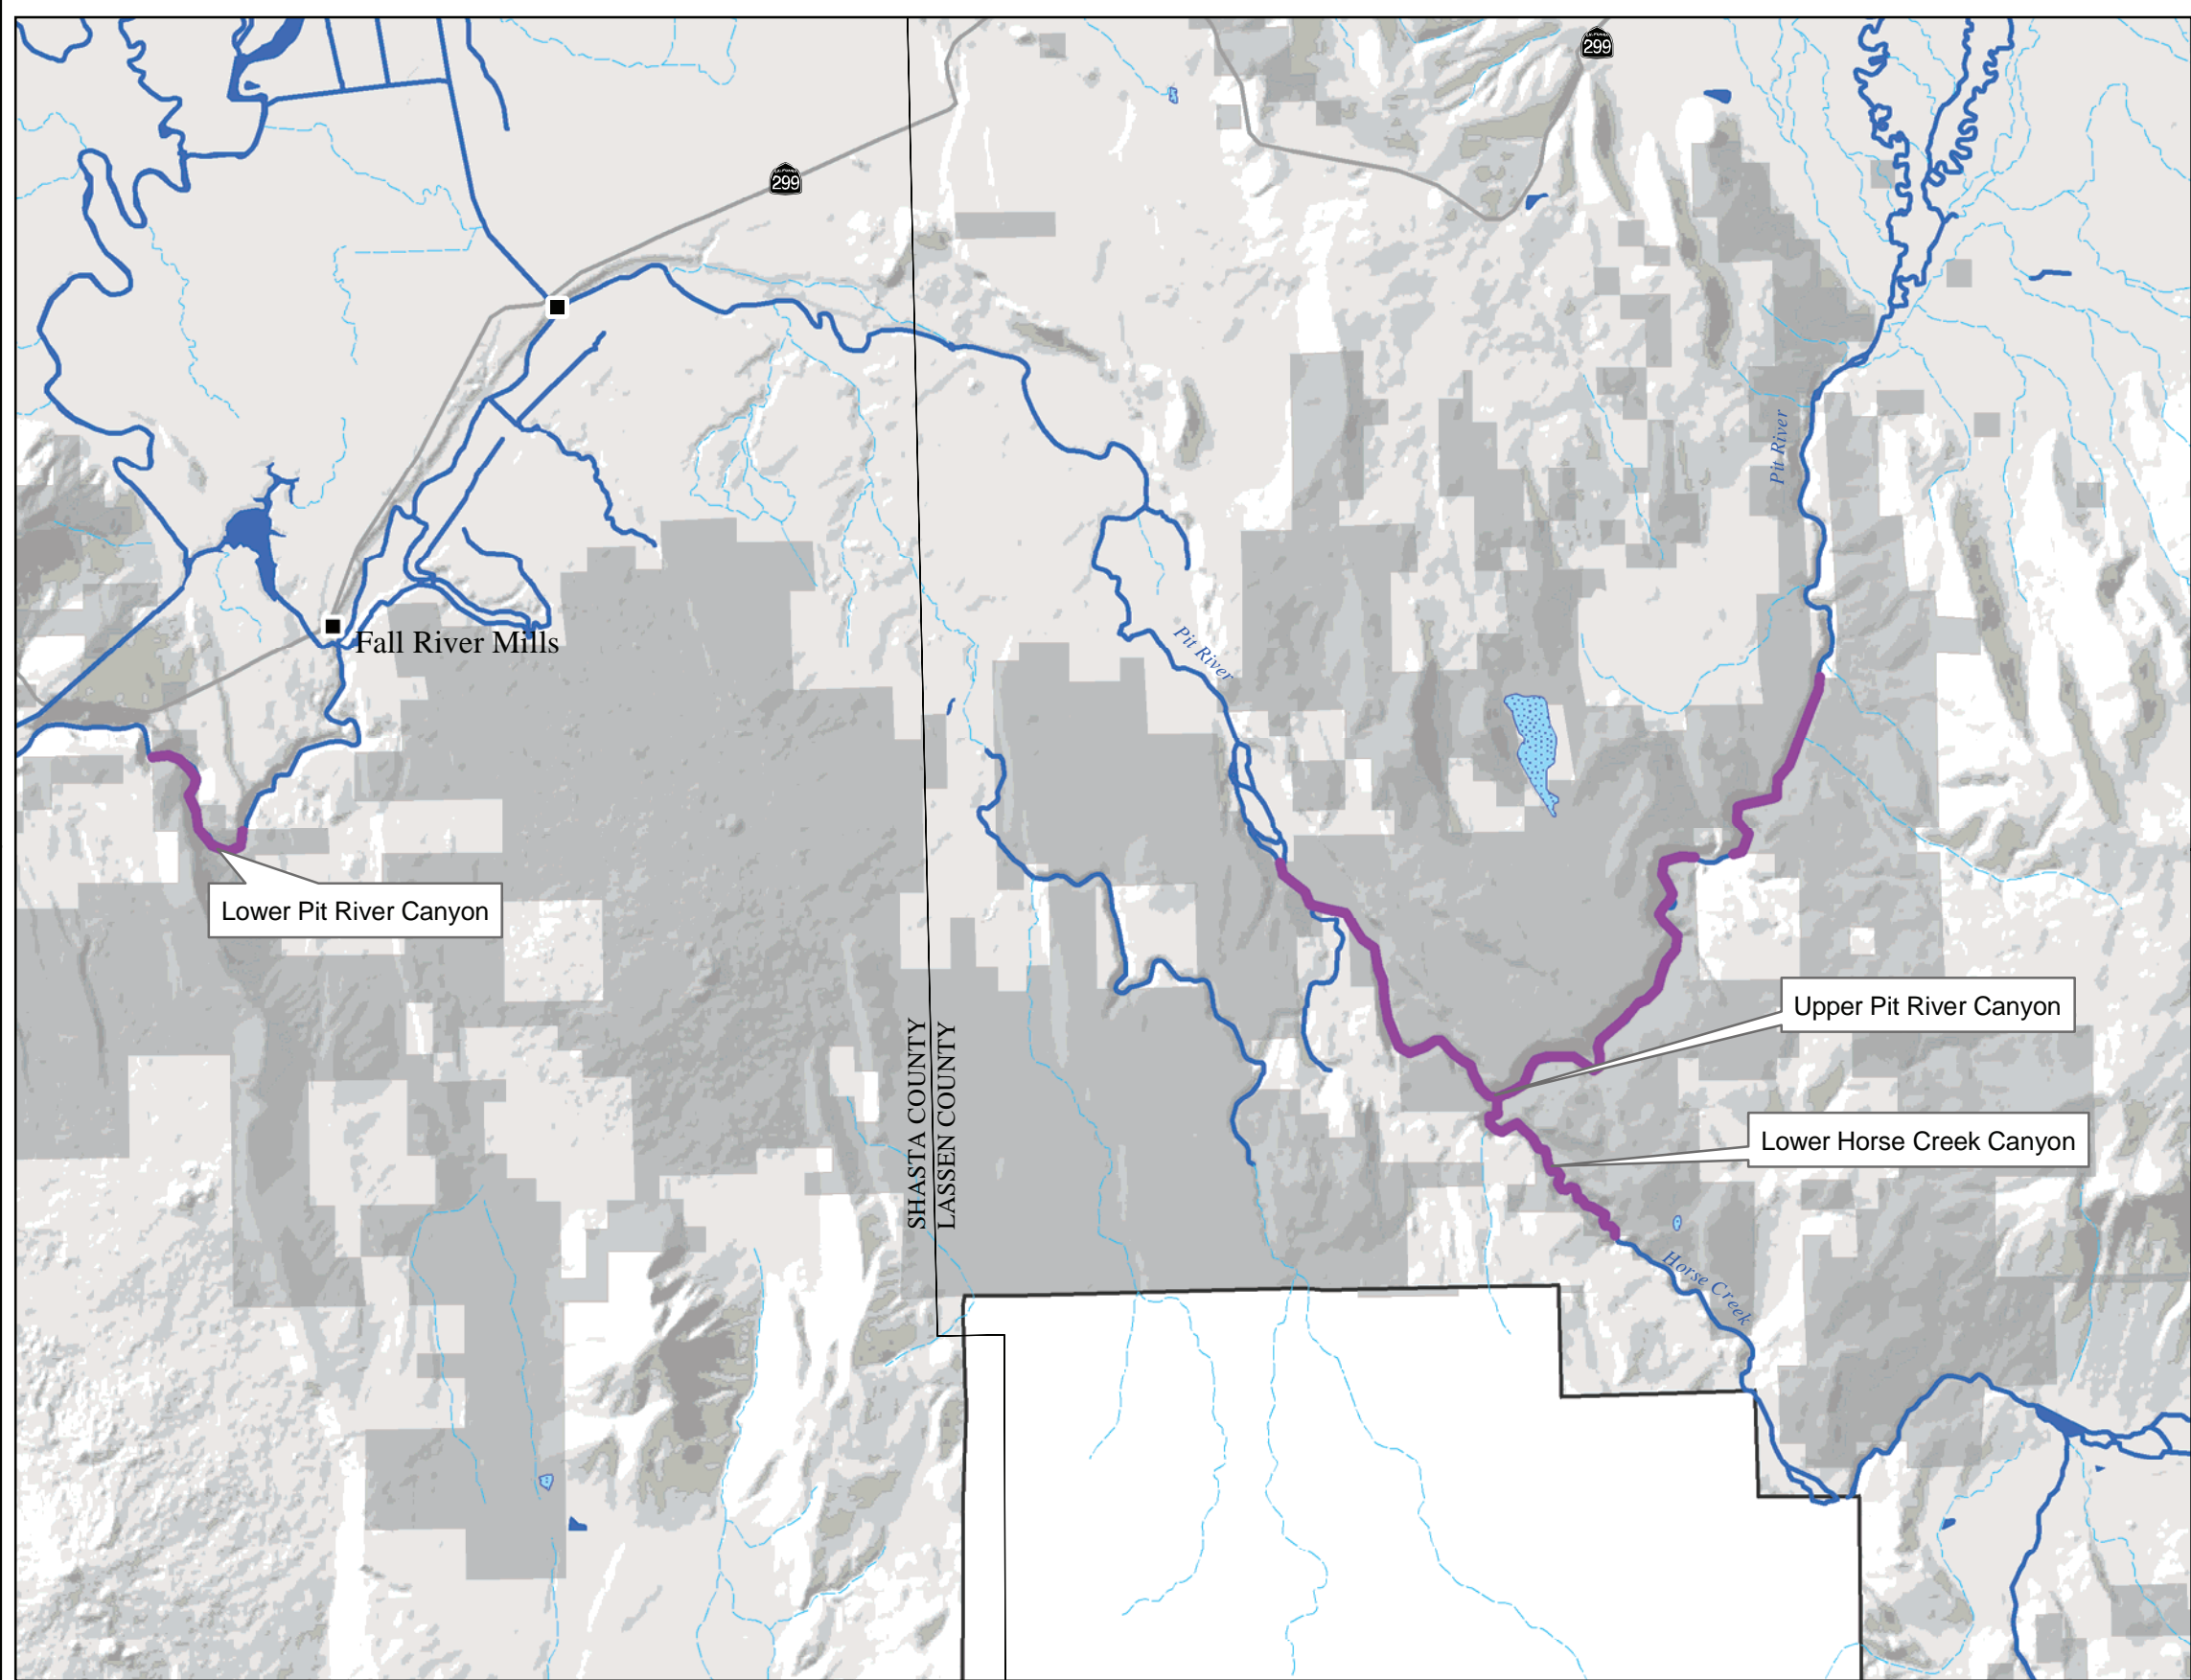 299
299
Pit River
Fall River Mills
Pit River
Lower Pit River Canyon
Upper Pit River Canyon
SHASTA COUNTY
LASSEN COUNTY
Lower Horse Creek Canyon
Horse Creek